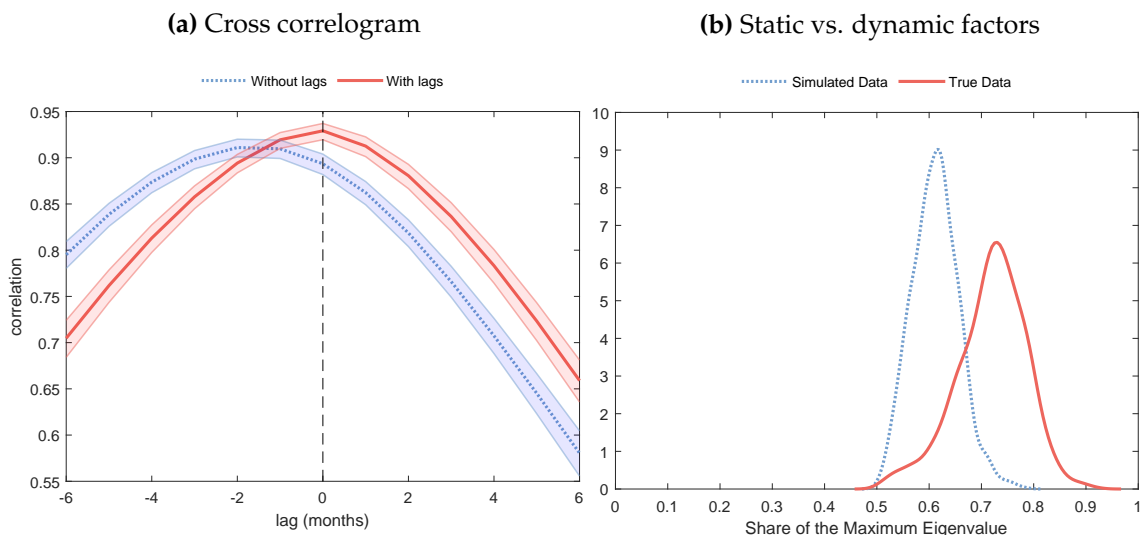 (a) Cross correlogram
Without lags With lags
0.95
0.9
0.85
0.8
0.75
0.7
0.65
0.6
0.55
correlation
-6 -4 -2 0 2 4 6
lag (months)
(b) Static vs. dynamic factors
Simulated Data True Data
10
9
8
7
6
5
4
3
2
1
0
0 0.1 0.2 0.3 0.4 0.5 0.6 0.7 0.8 0.9 1
Share of the Maximum Eigenvalue